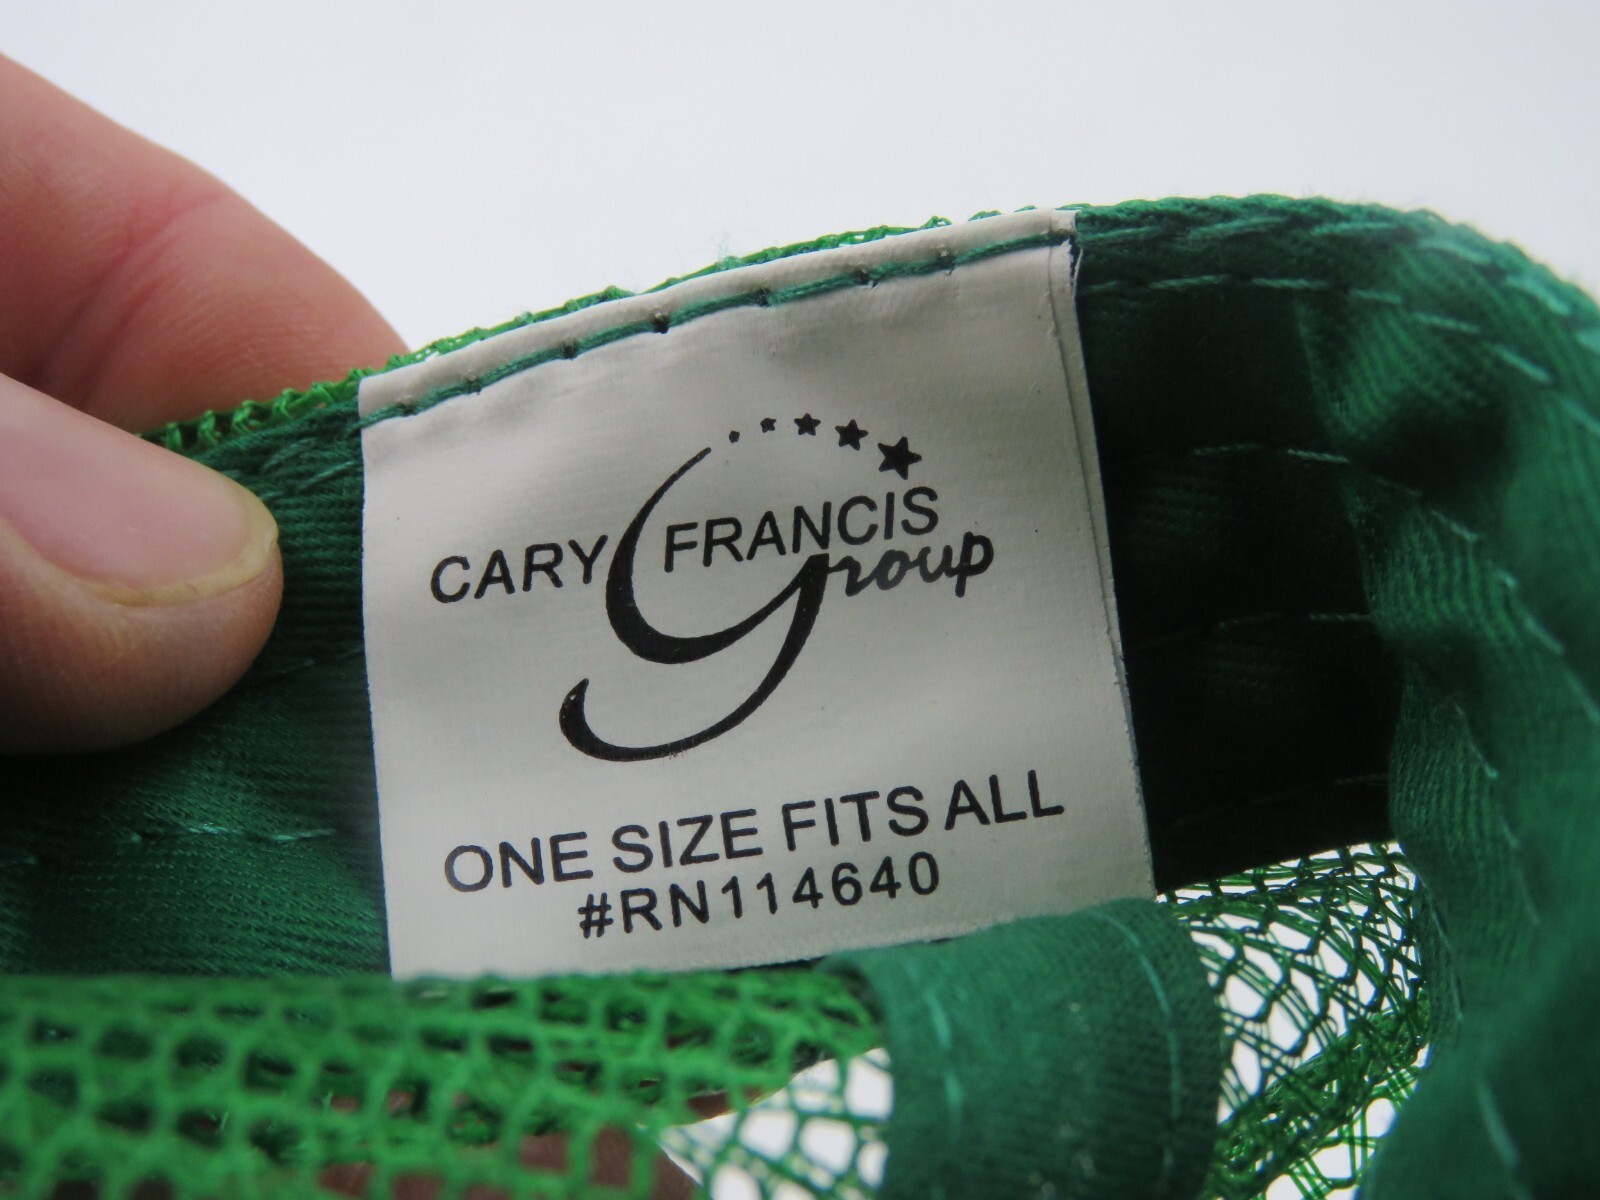 CARY FRANCIS
group
ONE SIZE FITS ALL
#RN114640